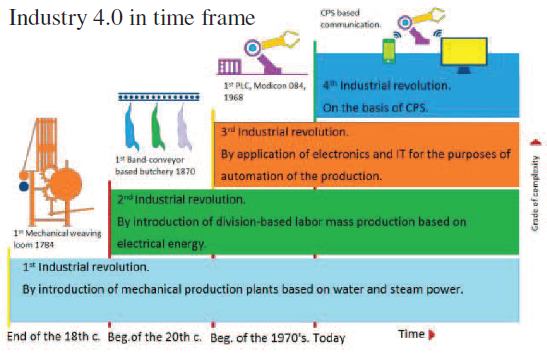 Industry 4.0 in time frame
CPS based
communication.
1st PLC, Modicon 084,
1968
4th Industrial revolution.
On the basis of CPS.
1st Band-conveyor
based butchery 1870
3rd Industrial revolution.
By application of electronics and IT for the purposes of
automation of the production.
1st Mechanical weaving
loom 1784
2nd Industrial revolution.
By introduction of division-based labor mass production based on
electrical energy.
1st Industrial revolution.
By introduction of mechanical production plants based on water and steam power.
Grade of complexity
End of the 18th c. Beg.of the 20th c. Beg. of the 1970's. Today Time